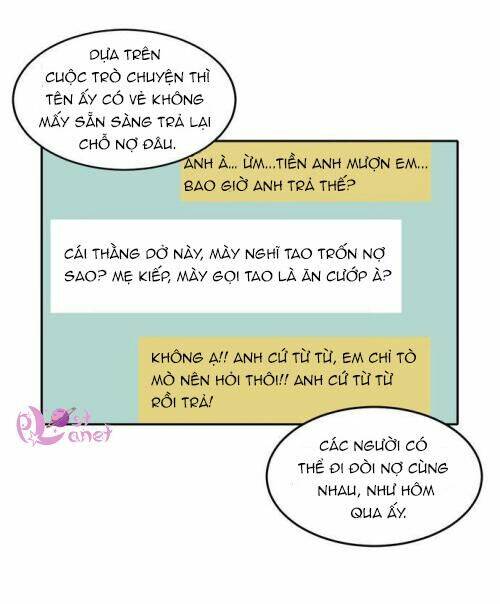 DỰA TRÊN
CUỘC TRÒ CHUYỆN THÌ
TÊN ẤY CÓ VẺ KHÔNG
MẤY SẴN SÀNG TRẢ LẠI
CHỖ NỢ ĐÂU.
ANH À... ỪM...TIỀN ANH MƯỢN EM...
BAO GIỜ ANH TRẢ THẾ?
CÁI THẰNG DỞ NÀY, MÀY NGHĨ TAO TRỐN NỢ
SAO? MẸ KIẾP, MÀY GỌI TAO LÀ ĂN CƯỚP À?
KHÔNG Ạ!! ANH CỨ TỪ TỪ, EM CHỈ TÒ
MÒ NÊN HỎI THÔI!! ANH CỨ TỪ TỪ
RỒI TRẢ!
Planet
CÁC NGƯỜI CÓ
THỂ ĐI ĐÒI NỢ CÙNG
NHAU, NHƯ HÔM
QUA ẤY.